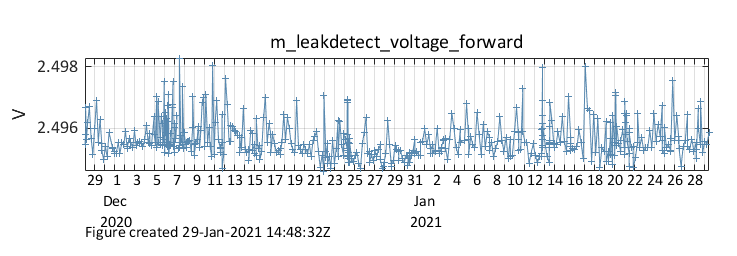 m_leakdetect_voltage_forward
2.498
2.496
V
29 1 3 5 7 9 11 13 15 17 19 21 23 25 27 29 31 2 4 6 8 10 12 14 16 18 20 22 24 26 28
Dec Jan
2020 2021
Figure created 29-Jan-2021 14:48:32Z